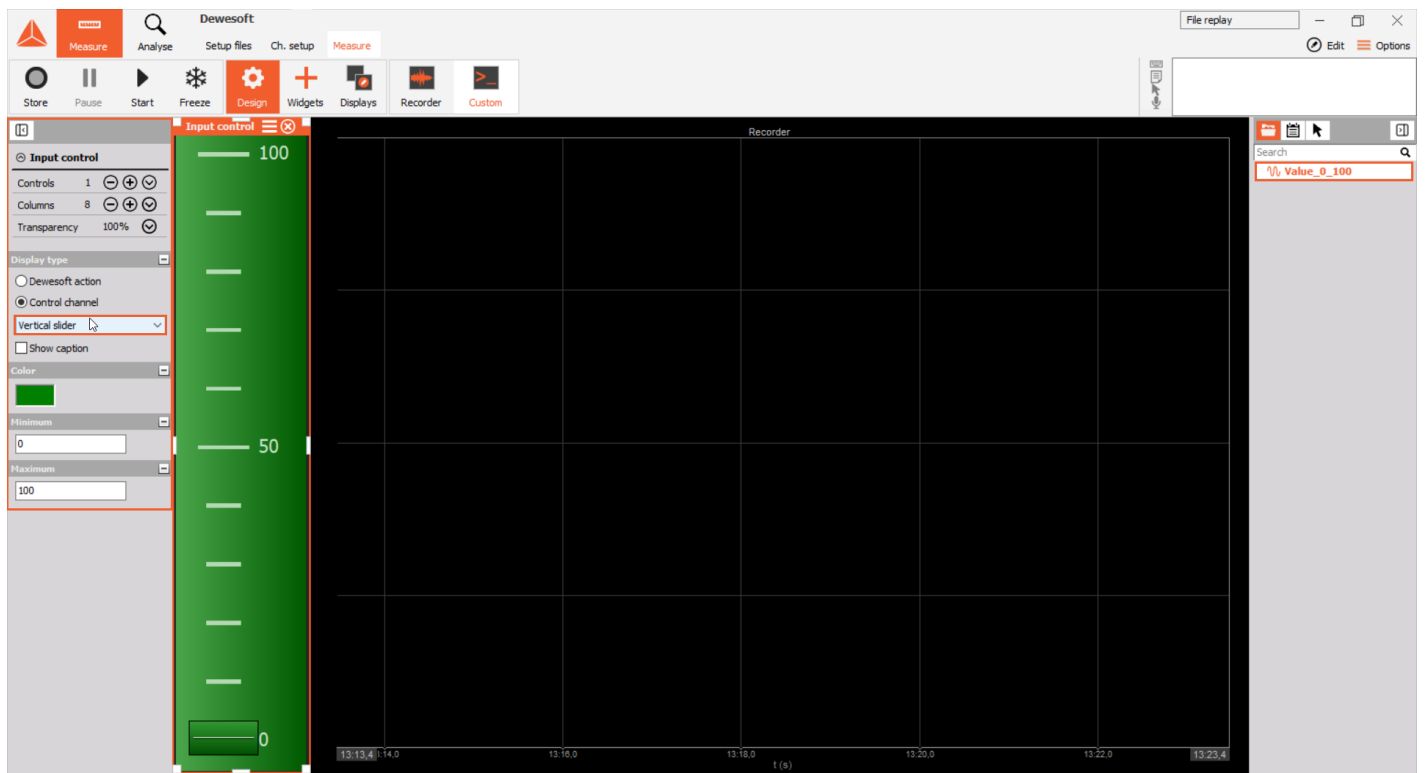 Dewesoft
File replay
Measure
Analyse
Setup files
Ch. setup
Measure
Edit
Options
Store
Pause
Start
Freeze
Design
Widgets
Displays
Recorder
Custom
Input control
Controls 1
Columns 8
Transparency 100%
Display type
Dewesoft action
Control channel
Vertical slider
Show caption
Color
Minimum
0
Maximum
100
Input control
100
50
0
Recorder
13:13,4
13:16,0
13:18,0
13:20,0
13:22,0
13:23,4
t (s)
Search
Value_0_100